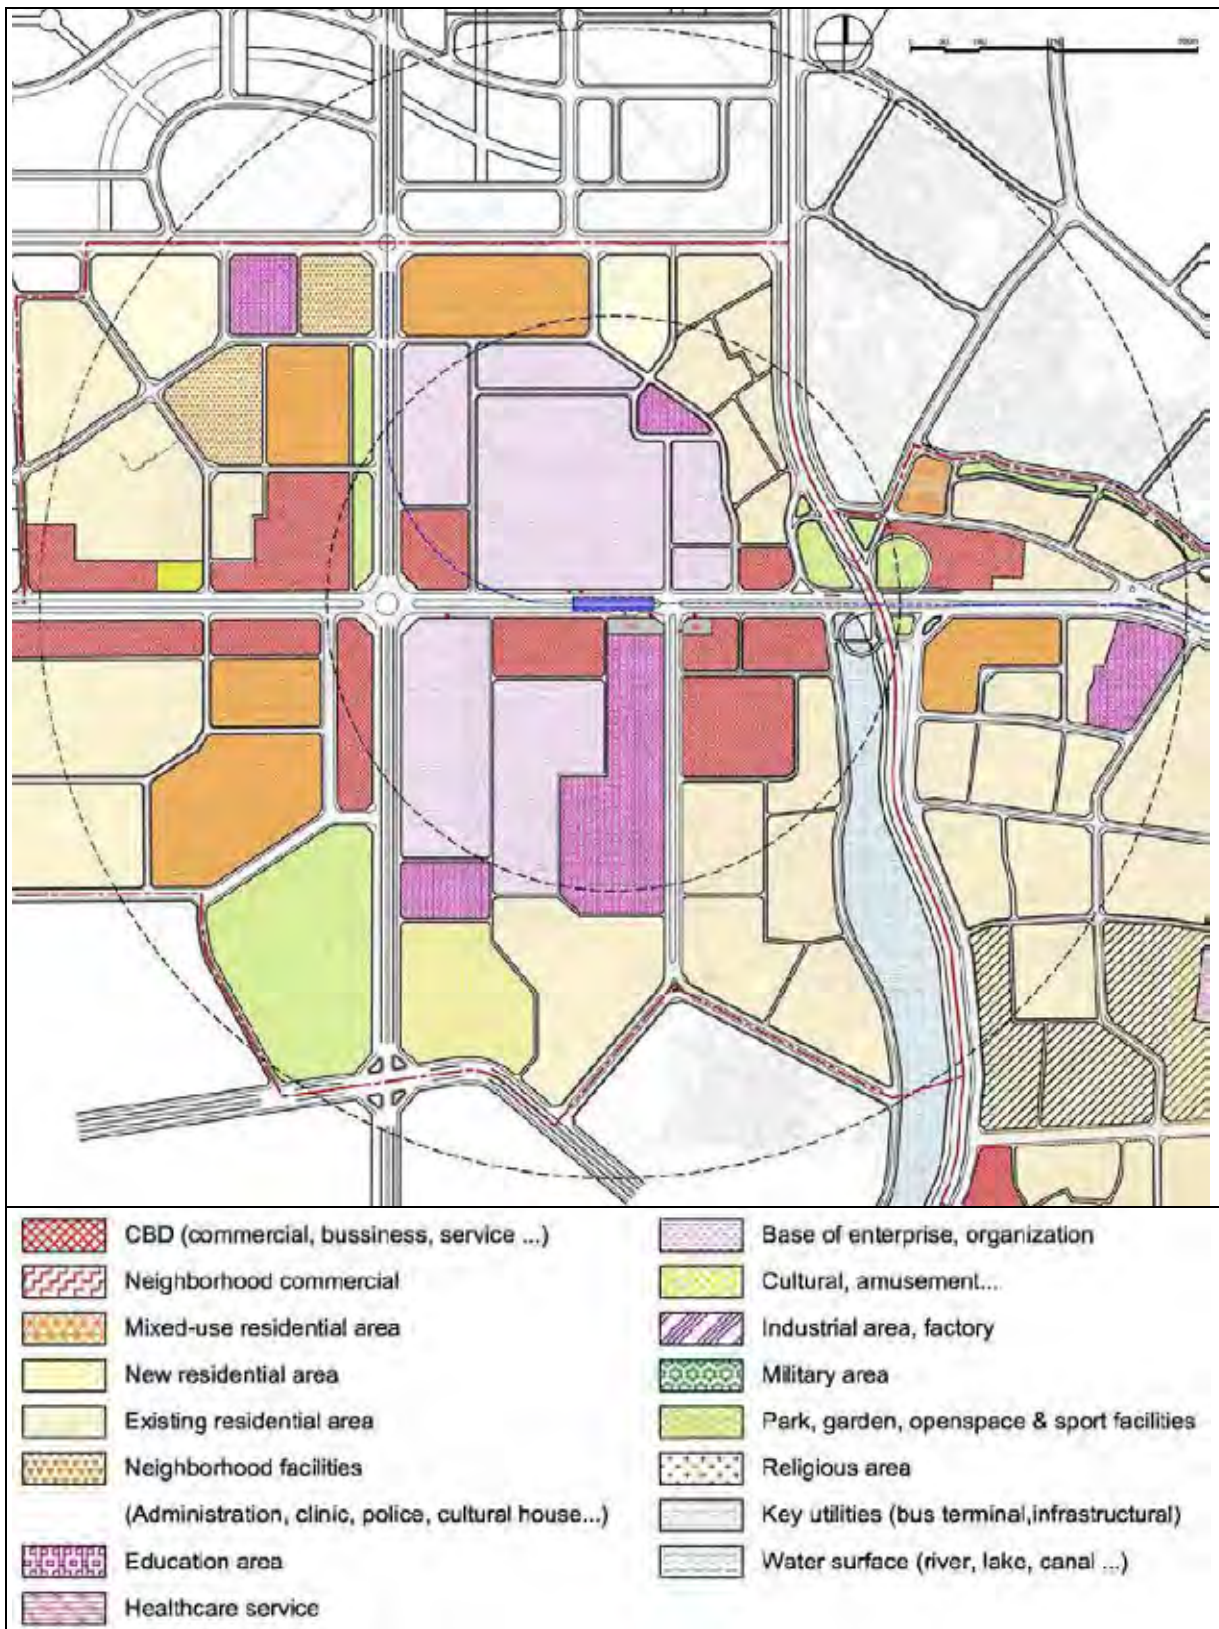 CBD (commercial, bussiness, service ...)
Neighborhood commercial
Mixed-use residential area
New residential area
Existing residential area
Neighborhood facilities
(Administration, clinic, police, cultural house...)
Education area
Healthcare service
Base of enterprise, organization
Cultural, amusement...
Industrial area, factory
Military area
Park, garden, openspace & sport facilities
Religious area
Key utilities (bus terminal,infrastructural)
Water surface (river, lake, canal ...)